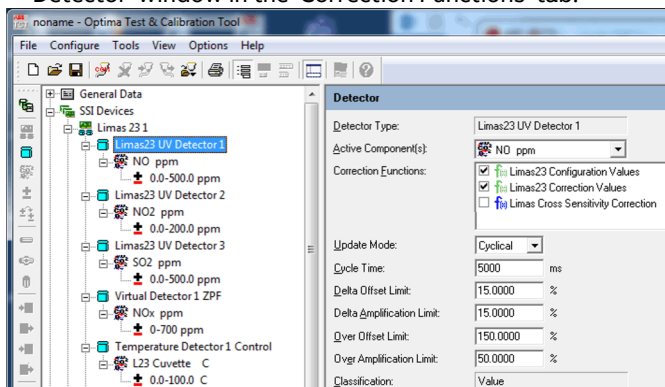 Detector window in the Correction Functions tab.
noname - Optima Test & Calibration Tool
File Configure Tools View Options Help
General Data
SSI Devices
Limas 23 1
Limas23 UV Detector 1
NO ppm
0.0-500.0 ppm
Limas23 UV Detector 2
NO2 ppm
0.0-200.0 ppm
Limas23 UV Detector 3
SO2 ppm
0.0-500.0 ppm
Virtual Detector 1 ZPF
NOx ppm
0-700 ppm
Temperature Detector 1 Control
L23 Cuvette C
0.0-100.0 C
Detector
Detector Type: Limas23 UV Detector 1
Active Component(s): NO ppm
Correction Functions: Limas23 Configuration Values
Limas23 Correction Values
Limas Cross Sensitivity Correction
Update Mode: Cyclical
Cycle Time: 5000 ms
Delta Offset Limit: 15.0000 %
Delta Amplification Limit: 15.0000 %
Over Offset Limit: 150.0000 %
Over Amplification Limit: 50.0000 %
Classification: Value